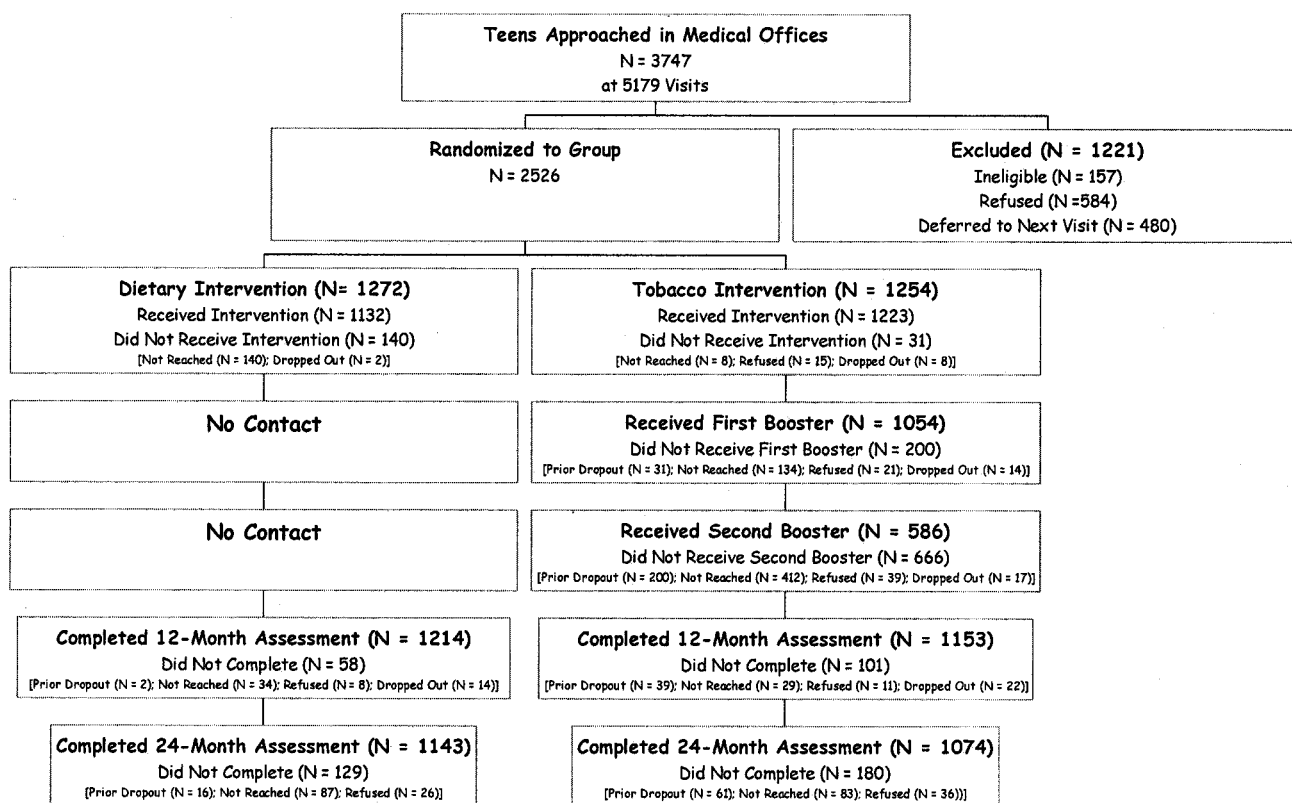 Teens Approached in Medical Offices
N = 3747
at 5179 Visits
Randomized to Group
N = 2526
Excluded (N = 1221)
Ineligible (N = 157)
Refused (N =584)
Deferred to Next Visit (N = 480)
Dietary Intervention (N= 1272)
Received Intervention (N = 1132)
Did Not Receive Intervention (N = 140)
[Not Reached (N = 140); Dropped Out (N = 2)]
Tobacco Intervention (N = 1254)
Received Intervention (N = 1223)
Did Not Receive Intervention (N = 31)
[Not Reached (N = 8); Refused (N = 15); Dropped Out (N = 8)]
No Contact
Received First Booster (N = 1054)
Did Not Receive First Booster (N = 200)
[Prior Dropout (N = 31); Not Reached (N = 134); Refused (N = 21); Dropped Out (N = 14)]
No Contact
Received Second Booster (N = 586)
Did Not Receive Second Booster (N = 666)
[Prior Dropout (N = 200); Not Reached (N = 412); Refused (N = 39); Dropped Out (N = 17)]
Completed 12-Month Assessment (N = 1214)
Did Not Complete (N = 58)
[Prior Dropout (N = 2); Not Reached (N = 34); Refused (N = 8); Dropped Out (N = 14)]
Completed 12-Month Assessment (N = 1153)
Did Not Complete (N = 101)
[Prior Dropout (N = 39); Not Reached (N = 29); Refused (N = 11); Dropped Out (N = 22)]
Completed 24-Month Assessment (N = 1143)
Did Not Complete (N = 129)
[Prior Dropout (N = 16); Not Reached (N = 87); Refused (N = 26)]
Completed 24-Month Assessment (N = 1074)
Did Not Complete (N = 180)
[Prior Dropout (N = 61); Not Reached (N = 83); Refused (N = 36))]